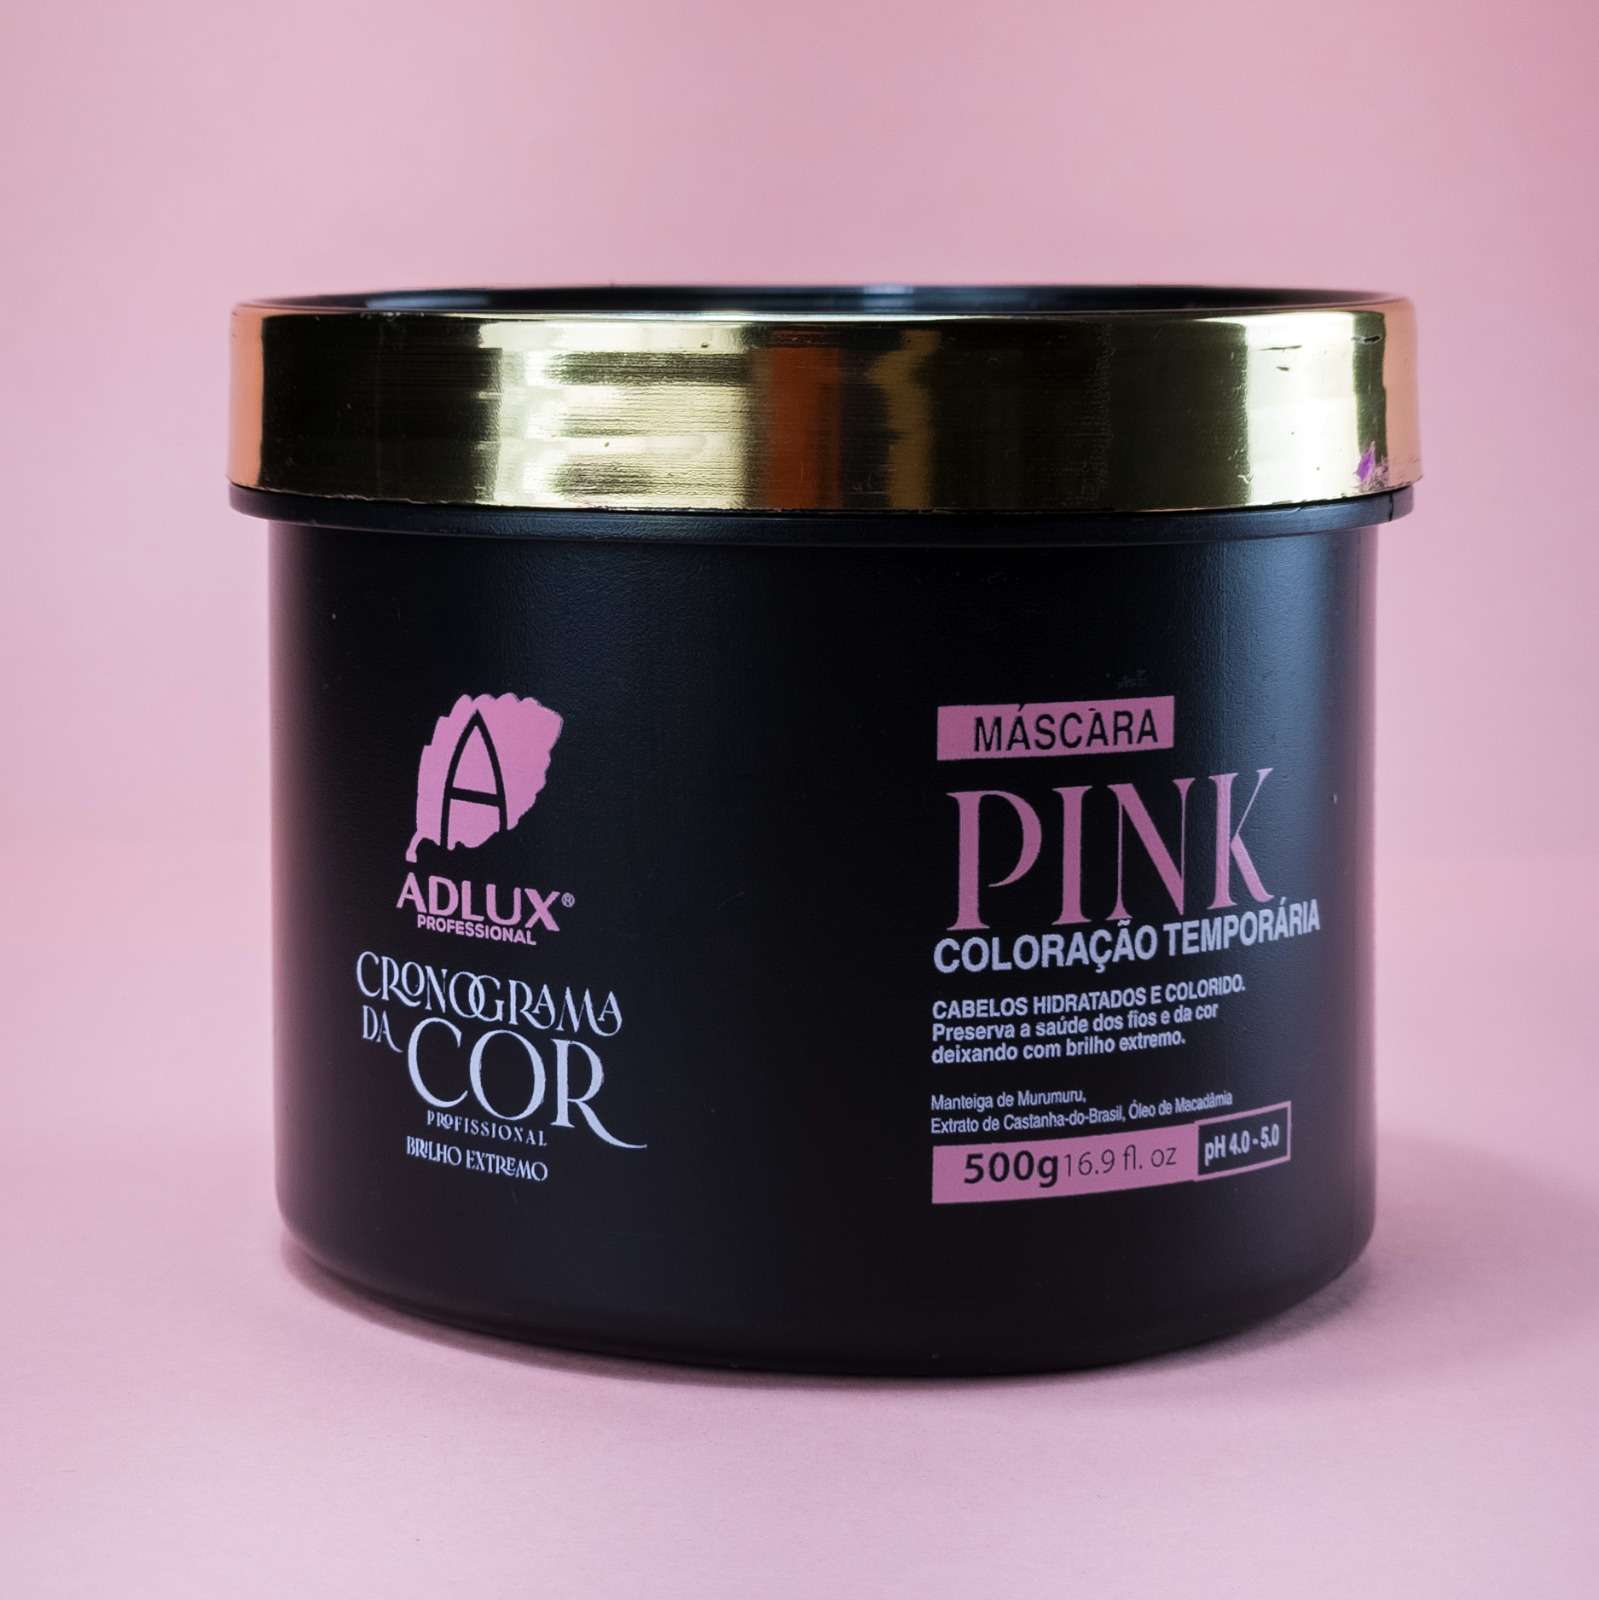 A
ADLUX®
PROFESSIONAL
CRONOGRAMA
DA COR
PROFISSIONAL
BRILHO EXTREMO
MÁSCÀRA
PINK
COLORAÇÃO TEMPORÁRIA
CABELOS HIDRATADOS E COLORIDO.
Preserva a saúde dos fios e da cor
deixando com brilho extremo.
Manteiga de Murumuru,
Extrato de Castanha-do-Brasil, Óleo de Macadâmia
500g 16.9 fl. oz pH 4.0 - 5.0